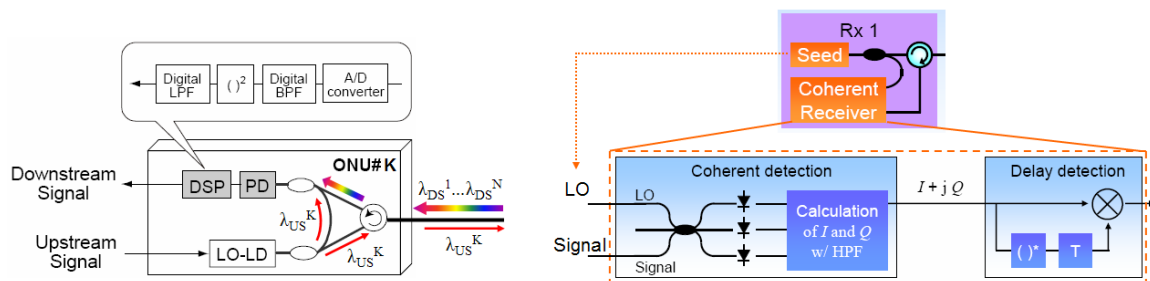 Digital
LPF
( )²
Digital
BPF
A/D
converter
ONU#K
Downstream
Signal
DSP
PD
λDS¹...λDSᴺ
λUSᴷ
Upstream
Signal
LO-LD
λUSᴷ
λUSᴷ
Rx 1
Seed
Coherent
Receiver
Coherent detection
LO
LO
Signal
Signal
Calculation
of I and Q
w/ HPF
I + j Q
Delay detection
( )*
T